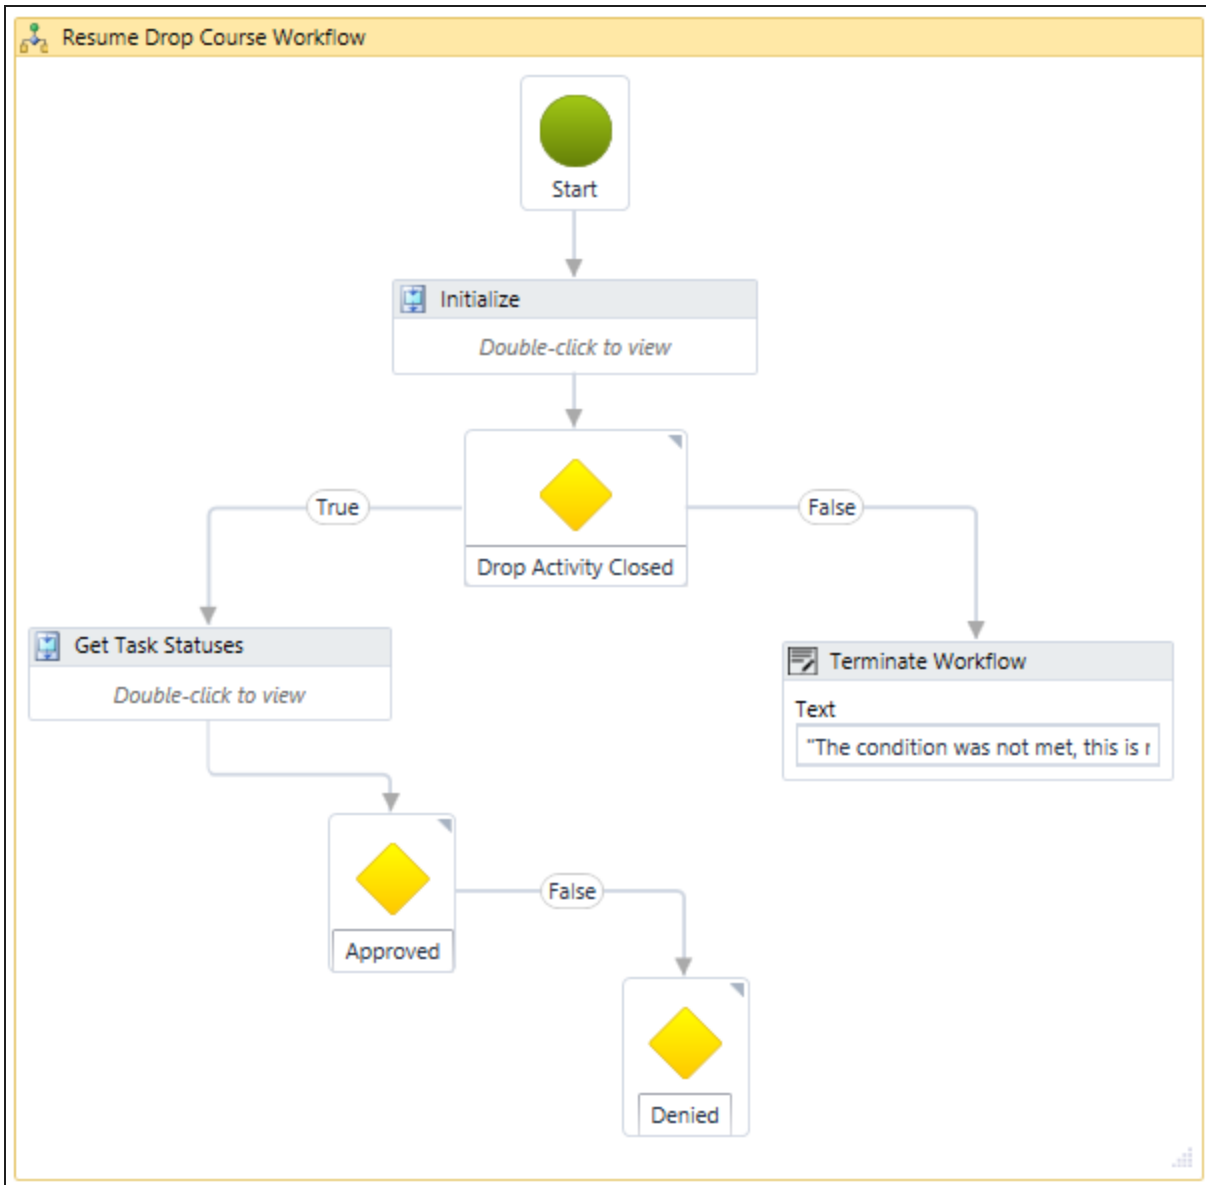 Resume Drop Course Workflow
Start
Initialize
Double-click to view
Drop Activity Closed
True
False
Get Task Statuses
Double-click to view
Terminate Workflow
Text
"The condition was not met, this is
Approved
False
Denied